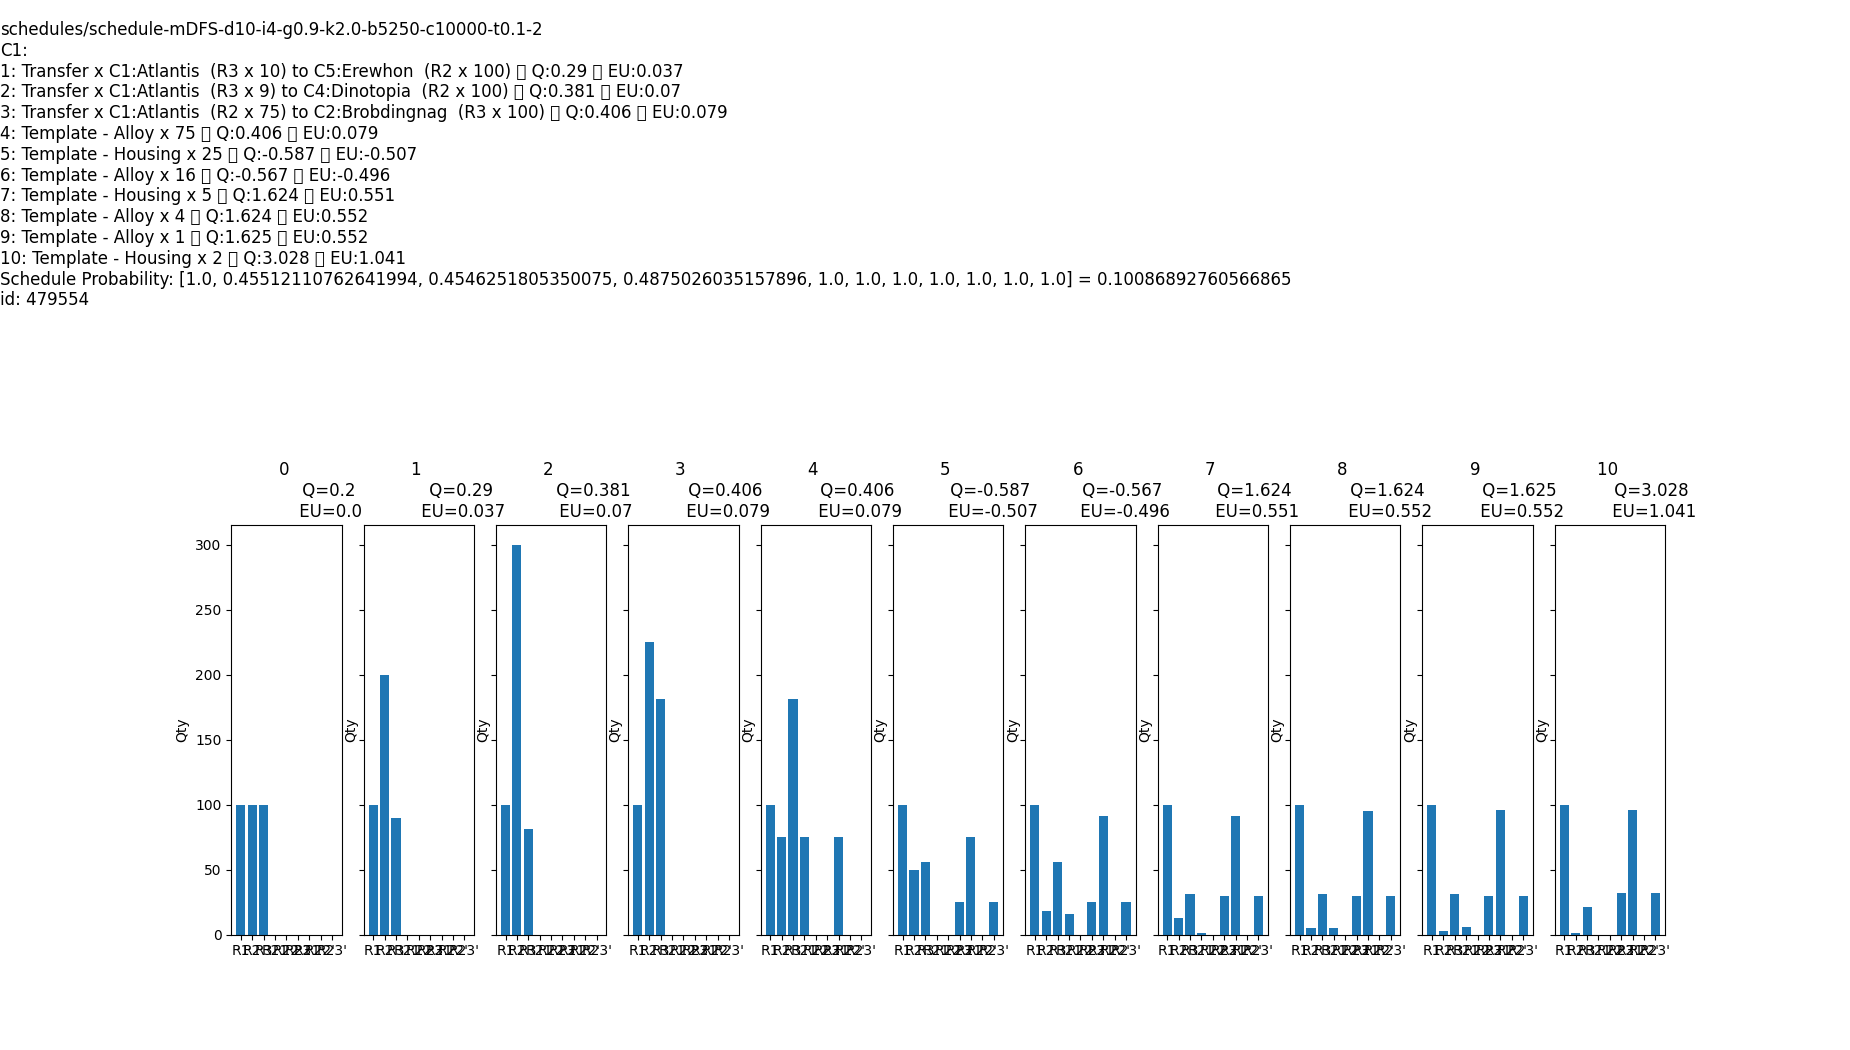 schedules/schedule-mDFS-d10-i4-g0.9-k2.0-b5250-c10000-t0.1-2
C1:
1: Transfer x C1:Atlantis  (R3 x 10) to C5:Erewhon  (R2 x 100) ▯ Q:0.29 ▯ EU:0.037
2: Transfer x C1:Atlantis  (R3 x 9) to C4:Dinotopia  (R2 x 100) ▯ Q:0.381 ▯ EU:0.07
3: Transfer x C1:Atlantis  (R2 x 75) to C2:Brobdingnag  (R3 x 100) ▯ Q:0.406 ▯ EU:0.079
4: Template - Alloy x 75 ▯ Q:0.406 ▯ EU:0.079
5: Template - Housing x 25 ▯ Q:-0.587 ▯ EU:-0.507
6: Template - Alloy x 16 ▯ Q:-0.567 ▯ EU:-0.496
7: Template - Housing x 5 ▯ Q:1.624 ▯ EU:0.551
8: Template - Alloy x 4 ▯ Q:1.624 ▯ EU:0.552
9: Template - Alloy x 1 ▯ Q:1.625 ▯ EU:0.552
10: Template - Housing x 2 ▯ Q:3.028 ▯ EU:1.041
Schedule Probability: [1.0, 0.45512110762641994, 0.4546251805350075, 0.4875026035157896, 1.0, 1.0, 1.0, 1.0, 1.0, 1.0, 1.0] = 0.10086892760566865
id: 479554
0 1 2 3 4 5 6 7 8 9 10
Q=0.2 Q=0.29 Q=0.381 Q=0.406 Q=0.406 Q=-0.587 Q=-0.567 Q=1.624 Q=1.624 Q=1.625 Q=3.028
EU=0.0 EU=0.037 EU=0.07 EU=0.079 EU=0.079 EU=-0.507 EU=-0.496 EU=0.551 EU=0.552 EU=0.552 EU=1.041
300
250
200
150
Qty Qty Qty Qty Qty Qty Qty Qty Qty Qty Qty
100
50
0